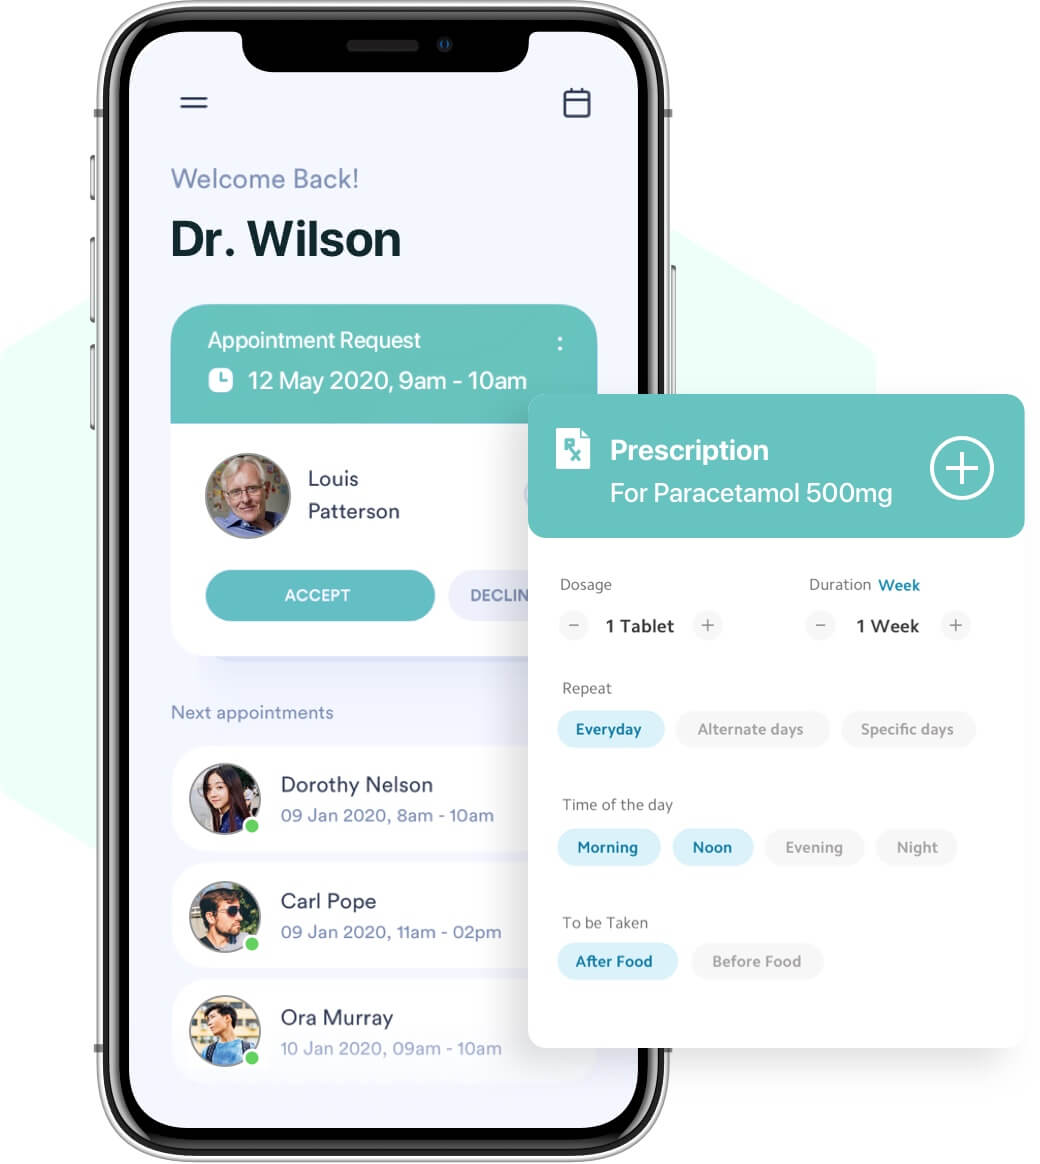 Welcome Back!
Dr. Wilson
Appointment Request
12 May 2020, 9am - 10am
Louis
Patterson
ACCEPT
DECLIN
Next appointments
Dorothy Nelson
09 Jan 2020, 8am - 10am
Carl Pope
09 Jan 2020, 11am - 02pm
Ora Murray
10 Jan 2020, 09am - 10am
Rx
Prescription
For Paracetamol 500mg
Dosage
- 1 Tablet +
Duration Week
- 1 Week +
Repeat
Everyday Alternate days Specific days
Time of the day
Morning Noon Evening Night
To be Taken
After Food Before Food